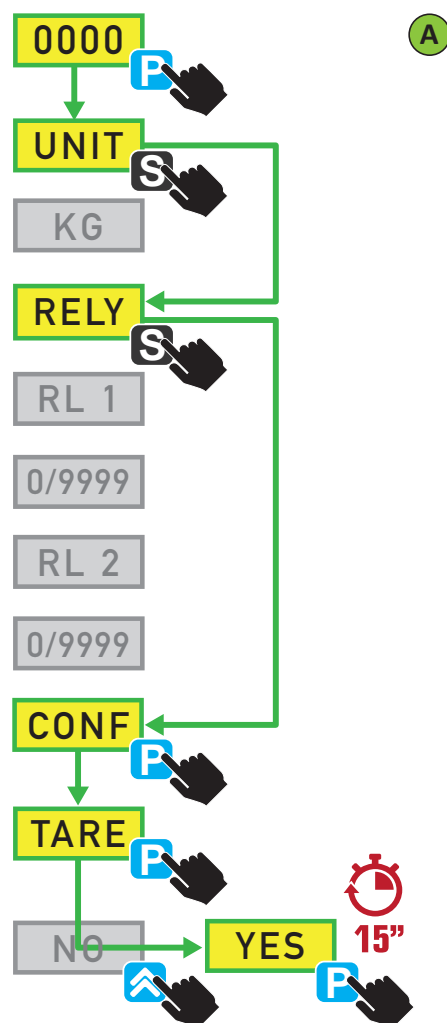 0000
A
P
UNIT
S
KG
RELY
S
RL 1
0/9999
RL 2
0/9999
CONF
P
TARE
P
NO
YES
15”
P